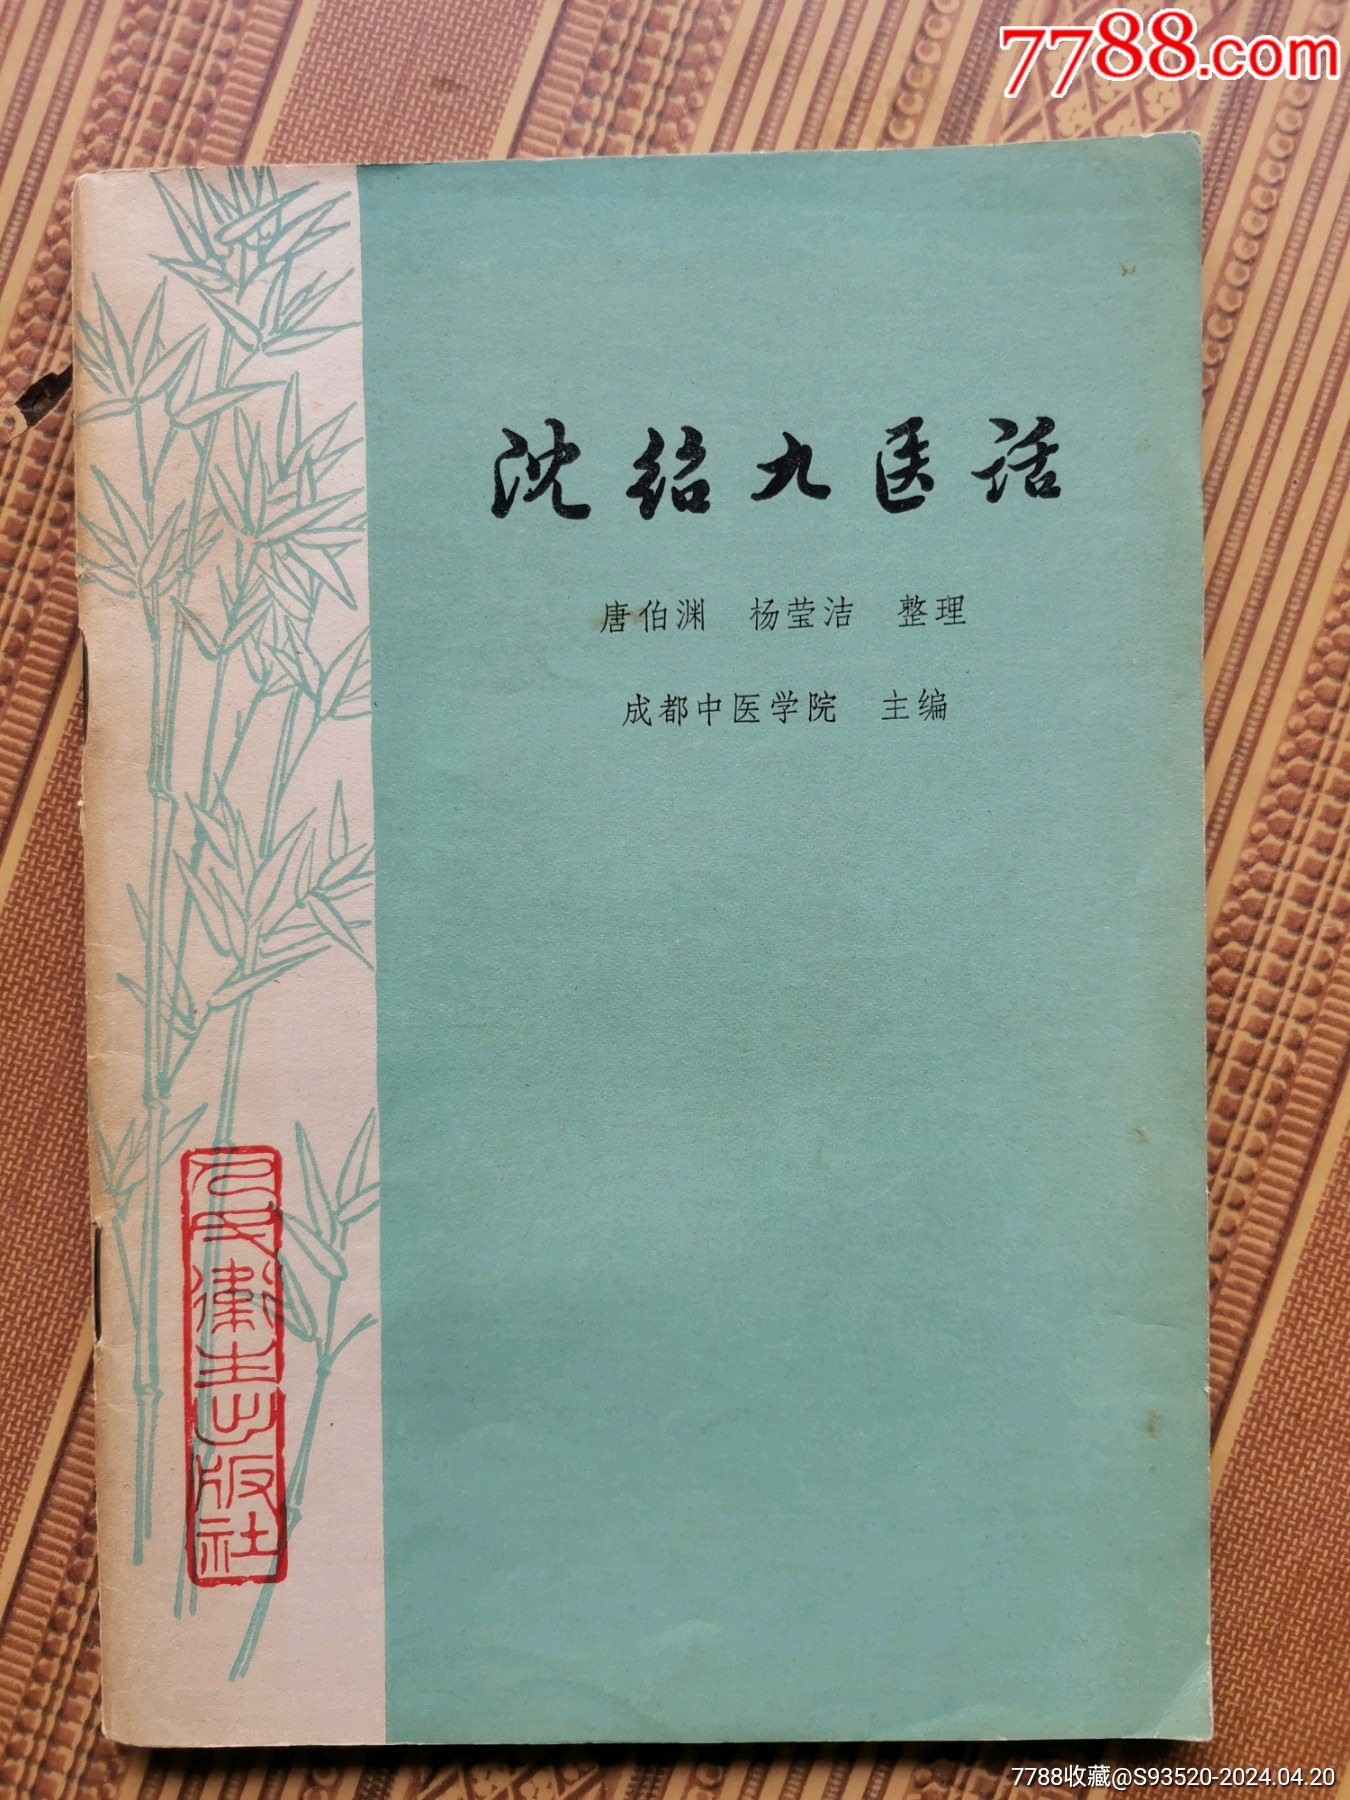 7788.com
沈绍九医话
唐伯渊 杨莹洁 整理
成都中医学院 主编
人民卫生出版社
7788收藏@S93520-2024.04.20